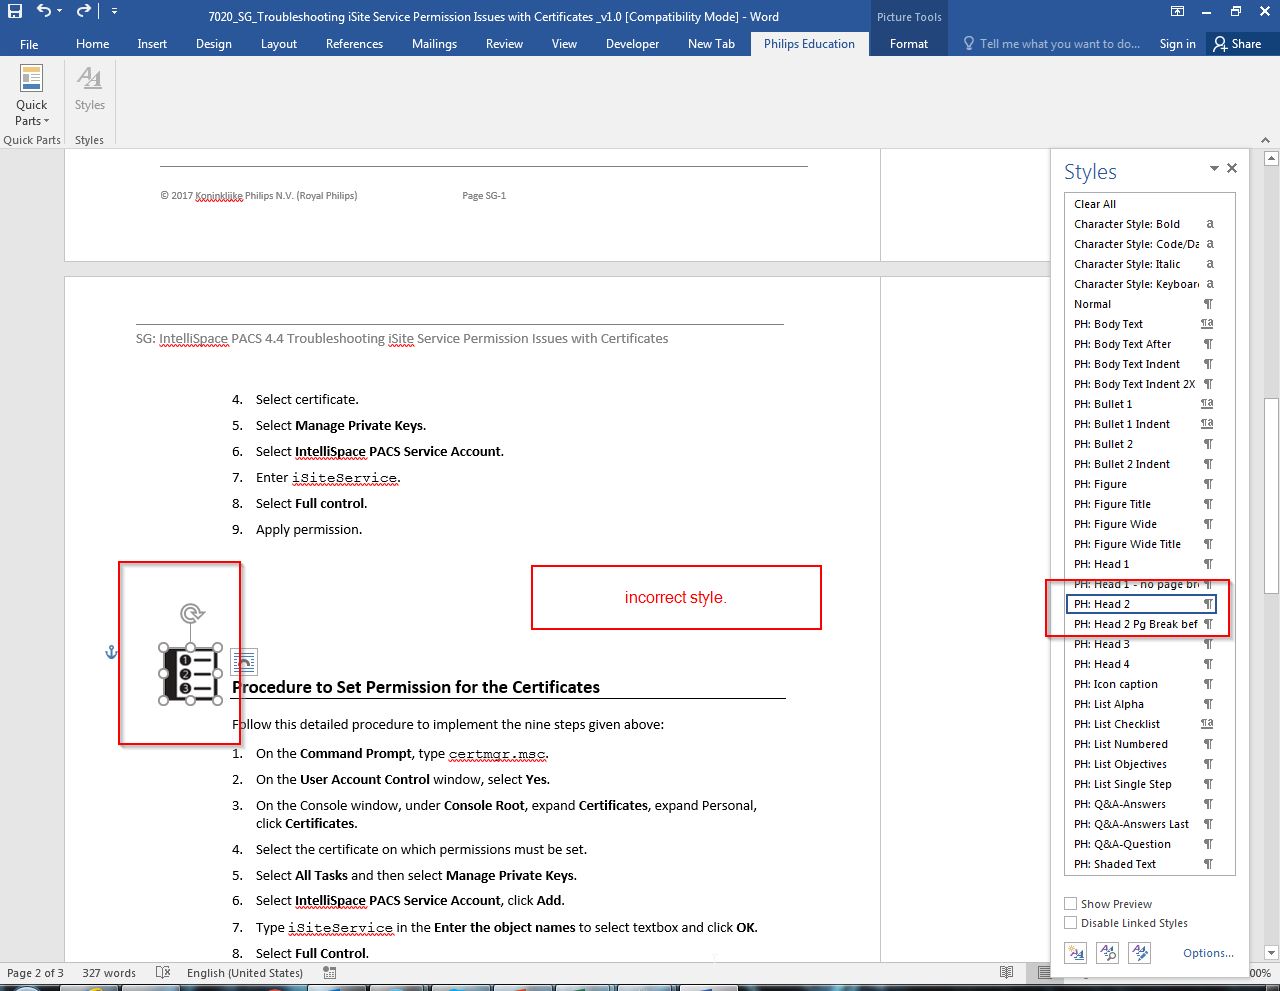 7020_SG_Troubleshooting iSite Service Permission Issues with Certificates _v1.0 [Compatibility Mode] - Word
Picture Tools
File Home Insert Design Layout References Mailings Review View Developer New Tab Philips Education Format Tell me what you want to do... Sign in Share
Quick Parts
Styles
Quick Parts
Styles
© 2017 Koninklijke Philips N.V. (Royal Philips) Page SG-1
SG: IntelliSpace PACS 4.4 Troubleshooting iSite Service Permission Issues with Certificates
4. Select certificate.
5. Select Manage Private Keys.
6. Select IntelliSpace PACS Service Account.
7. Enter iSiteService.
8. Select Full control.
9. Apply permission.
incorrect style.
1
2
3
Procedure to Set Permission for the Certificates
Follow this detailed procedure to implement the nine steps given above:
1. On the Command Prompt, type certmgr.msc.
2. On the User Account Control window, select Yes.
3. On the Console window, under Console Root, expand Certificates, expand Personal,
click Certificates.
4. Select the certificate on which permissions must be set.
5. Select All Tasks and then select Manage Private Keys.
6. Select IntelliSpace PACS Service Account, click Add.
7. Type iSiteService in the Enter the object names to select textbox and click OK.
8. Select Full Control.
Styles
Clear All
Character Style: Bold a
Character Style: Code/Da a
Character Style: Italic a
Character Style: Keyboar a
Normal ¶
PH: Body Text ¶a
PH: Body Text After ¶
PH: Body Text Indent ¶
PH: Body Text Indent 2X ¶
PH: Bullet 1 ¶a
PH: Bullet 1 Indent ¶a
PH: Bullet 2 ¶
PH: Bullet 2 Indent ¶
PH: Figure ¶
PH: Figure Title ¶
PH: Figure Wide ¶
PH: Figure Wide Title ¶
PH: Head 1 ¶
PH: Head 1 - no page bre ¶
PH: Head 2 ¶
PH: Head 2 Pg Break bef ¶
PH: Head 3 ¶
PH: Head 4 ¶
PH: Icon caption ¶
PH: List Alpha ¶
PH: List Checklist ¶a
PH: List Numbered ¶
PH: List Objectives ¶
PH: List Single Step ¶
PH: Q&A-Answers ¶
PH: Q&A-Answers Last ¶
PH: Q&A-Question ¶
PH: Shaded Text ¶
Show Preview
Disable Linked Styles
Options...
Page 2 of 3 327 words English (United States) 00%